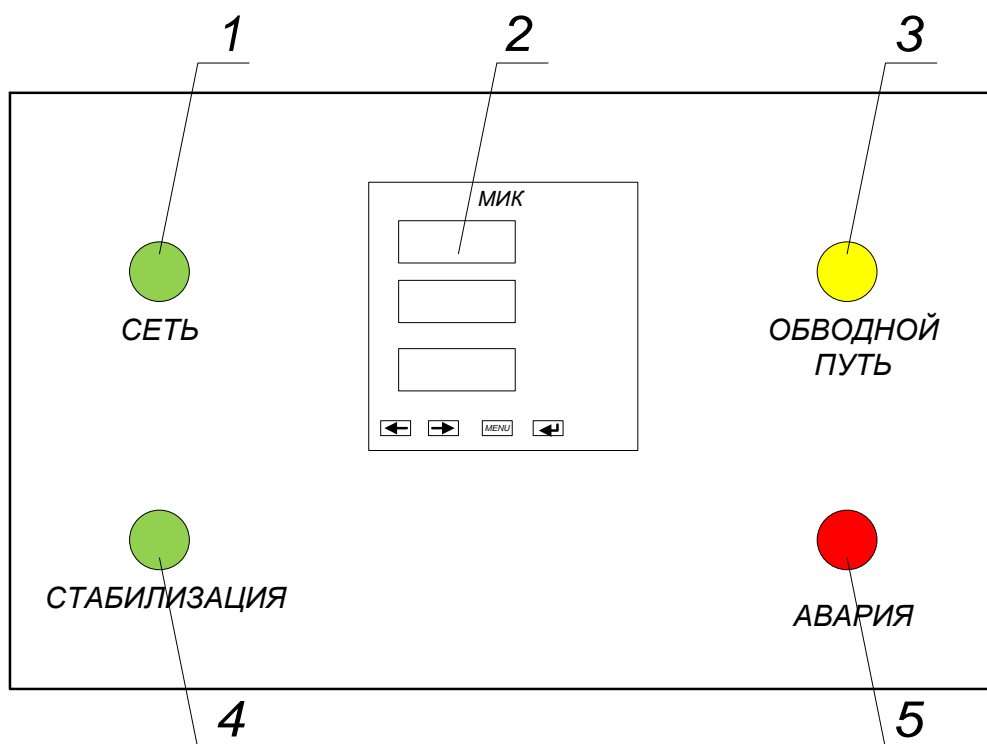 1
2
3
МИК
СЕТЬ
ОБВОДНОЙ
ПУТЬ
MENU
СТАБИЛИЗАЦИЯ
АВАРИЯ
4
5